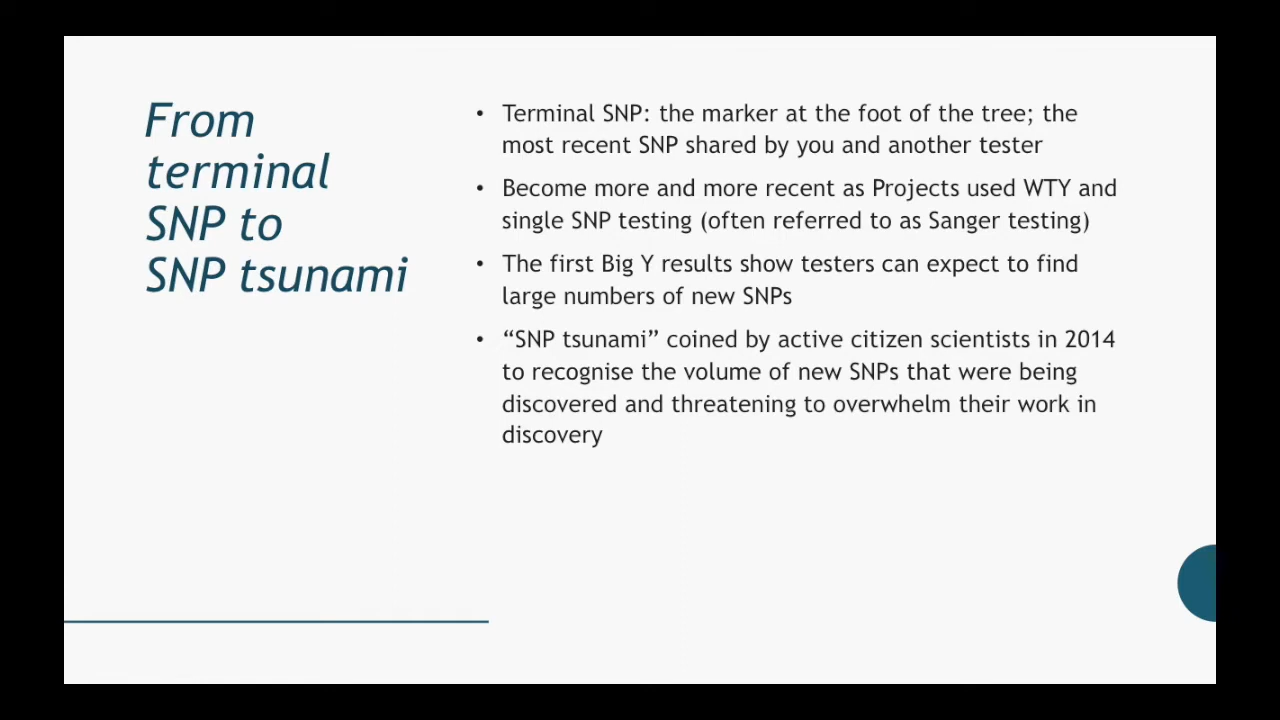 From
terminal
SNP to
SNP tsunami
• Terminal SNP: the marker at the foot of the tree; the
most recent SNP shared by you and another tester
• Become more and more recent as Projects used WTY and
single SNP testing (often referred to as Sanger testing)
• The first Big Y results show testers can expect to find
large numbers of new SNPs
• “SNP tsunami” coined by active citizen scientists in 2014
to recognise the volume of new SNPs that were being
discovered and threatening to overwhelm their work in
discovery